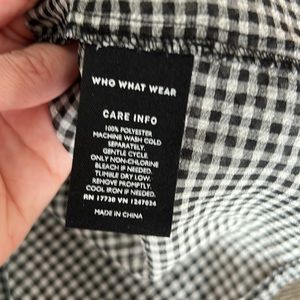 WHO WHAT WEAR
CARE INFO
100% POLYESTER
MACHINE WASH COLD
SEPARATELY.
GENTLE CYCLE.
ONLY NON-CHLORINE
BLEACH IF NEEDED.
TUMBLE DRY LOW.
REMOVE PROMPTLY.
COOL IRON IF NEEDED.
RN 17730 VN 1247034
MADE IN CHINA